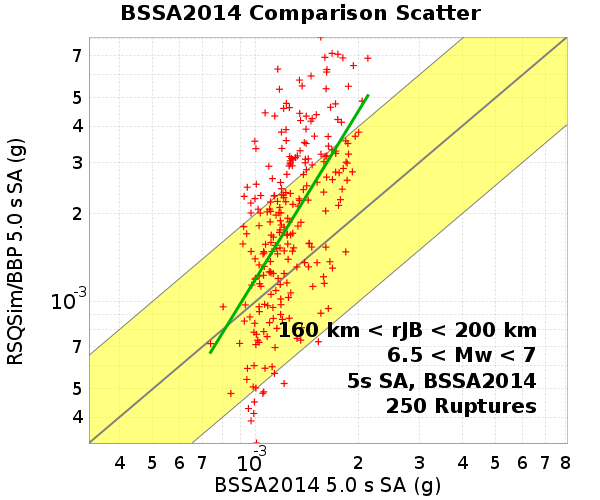 BSSA2014 Comparison Scatter
RSQSim/BBP 5.0 s SA (g)
7
5
4
3
2
10-3
7
5
4
160 km < rJB < 200 km
6.5 < Mw < 7
5s SA, BSSA2014
250 Ruptures
4 5 6 7 10-3 2 3 4 5 6 7 8
BSSA2014 5.0 s SA (g)